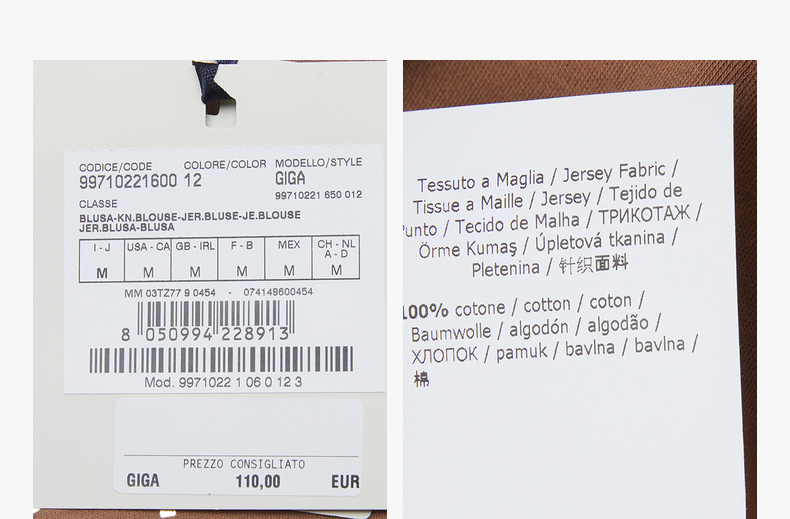 CODICE/CODE COLORE/COLOR MODELLO/STYLE
99710221600 12 GIGA
99710221 650 012
CLASSE
BLUSA-KN.BLOUSE-JER.BLUSE-JE.BLOUSE
JER.BLUSA-BLUSA
I - J USA - CA GB - IRL F - B MEX CH - NL
A - D
M M M M M M
MM 03TZ77 9 0454 - 074149600454
8 050994 228913
Mod. 9971022 1 06 0 12 3
PREZZO CONSIGLIATO
GIGA 110,00 EUR
Tessuto a Maglia / Jersey Fabric /
Tissue a Maille / Jersey / Tejido de
unto / Tecido de Malha / ТРИКОТАЖ /
Örme Kumaş / Úpletová tkanina /
Pletenina / 针织面料
100% cotone / cotton / coton /
Baumwolle / algodón / algodão /
ХЛОПОК / pamuk / bavlna / bavlna /
棉